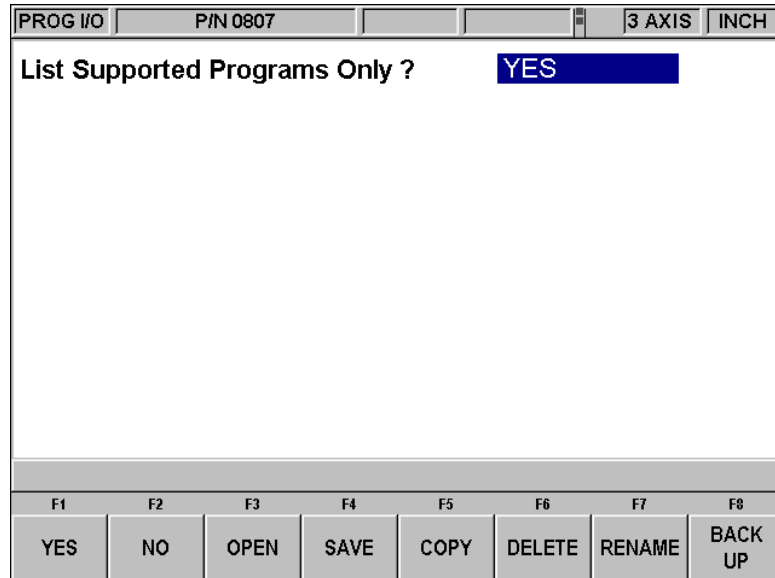 PROG I/O P/N 0807 3 AXIS INCH
List Supported Programs Only ? YES
F1 F2 F3 F4 F5 F6 F7 F8
YES NO OPEN SAVE COPY DELETE RENAME BACK
UP